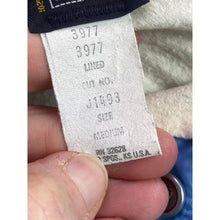 3977
3977
LINED
CUT NO.
J1493
SIZE
MEDIUM
RN 32628
SPGS., KS U.S.A.